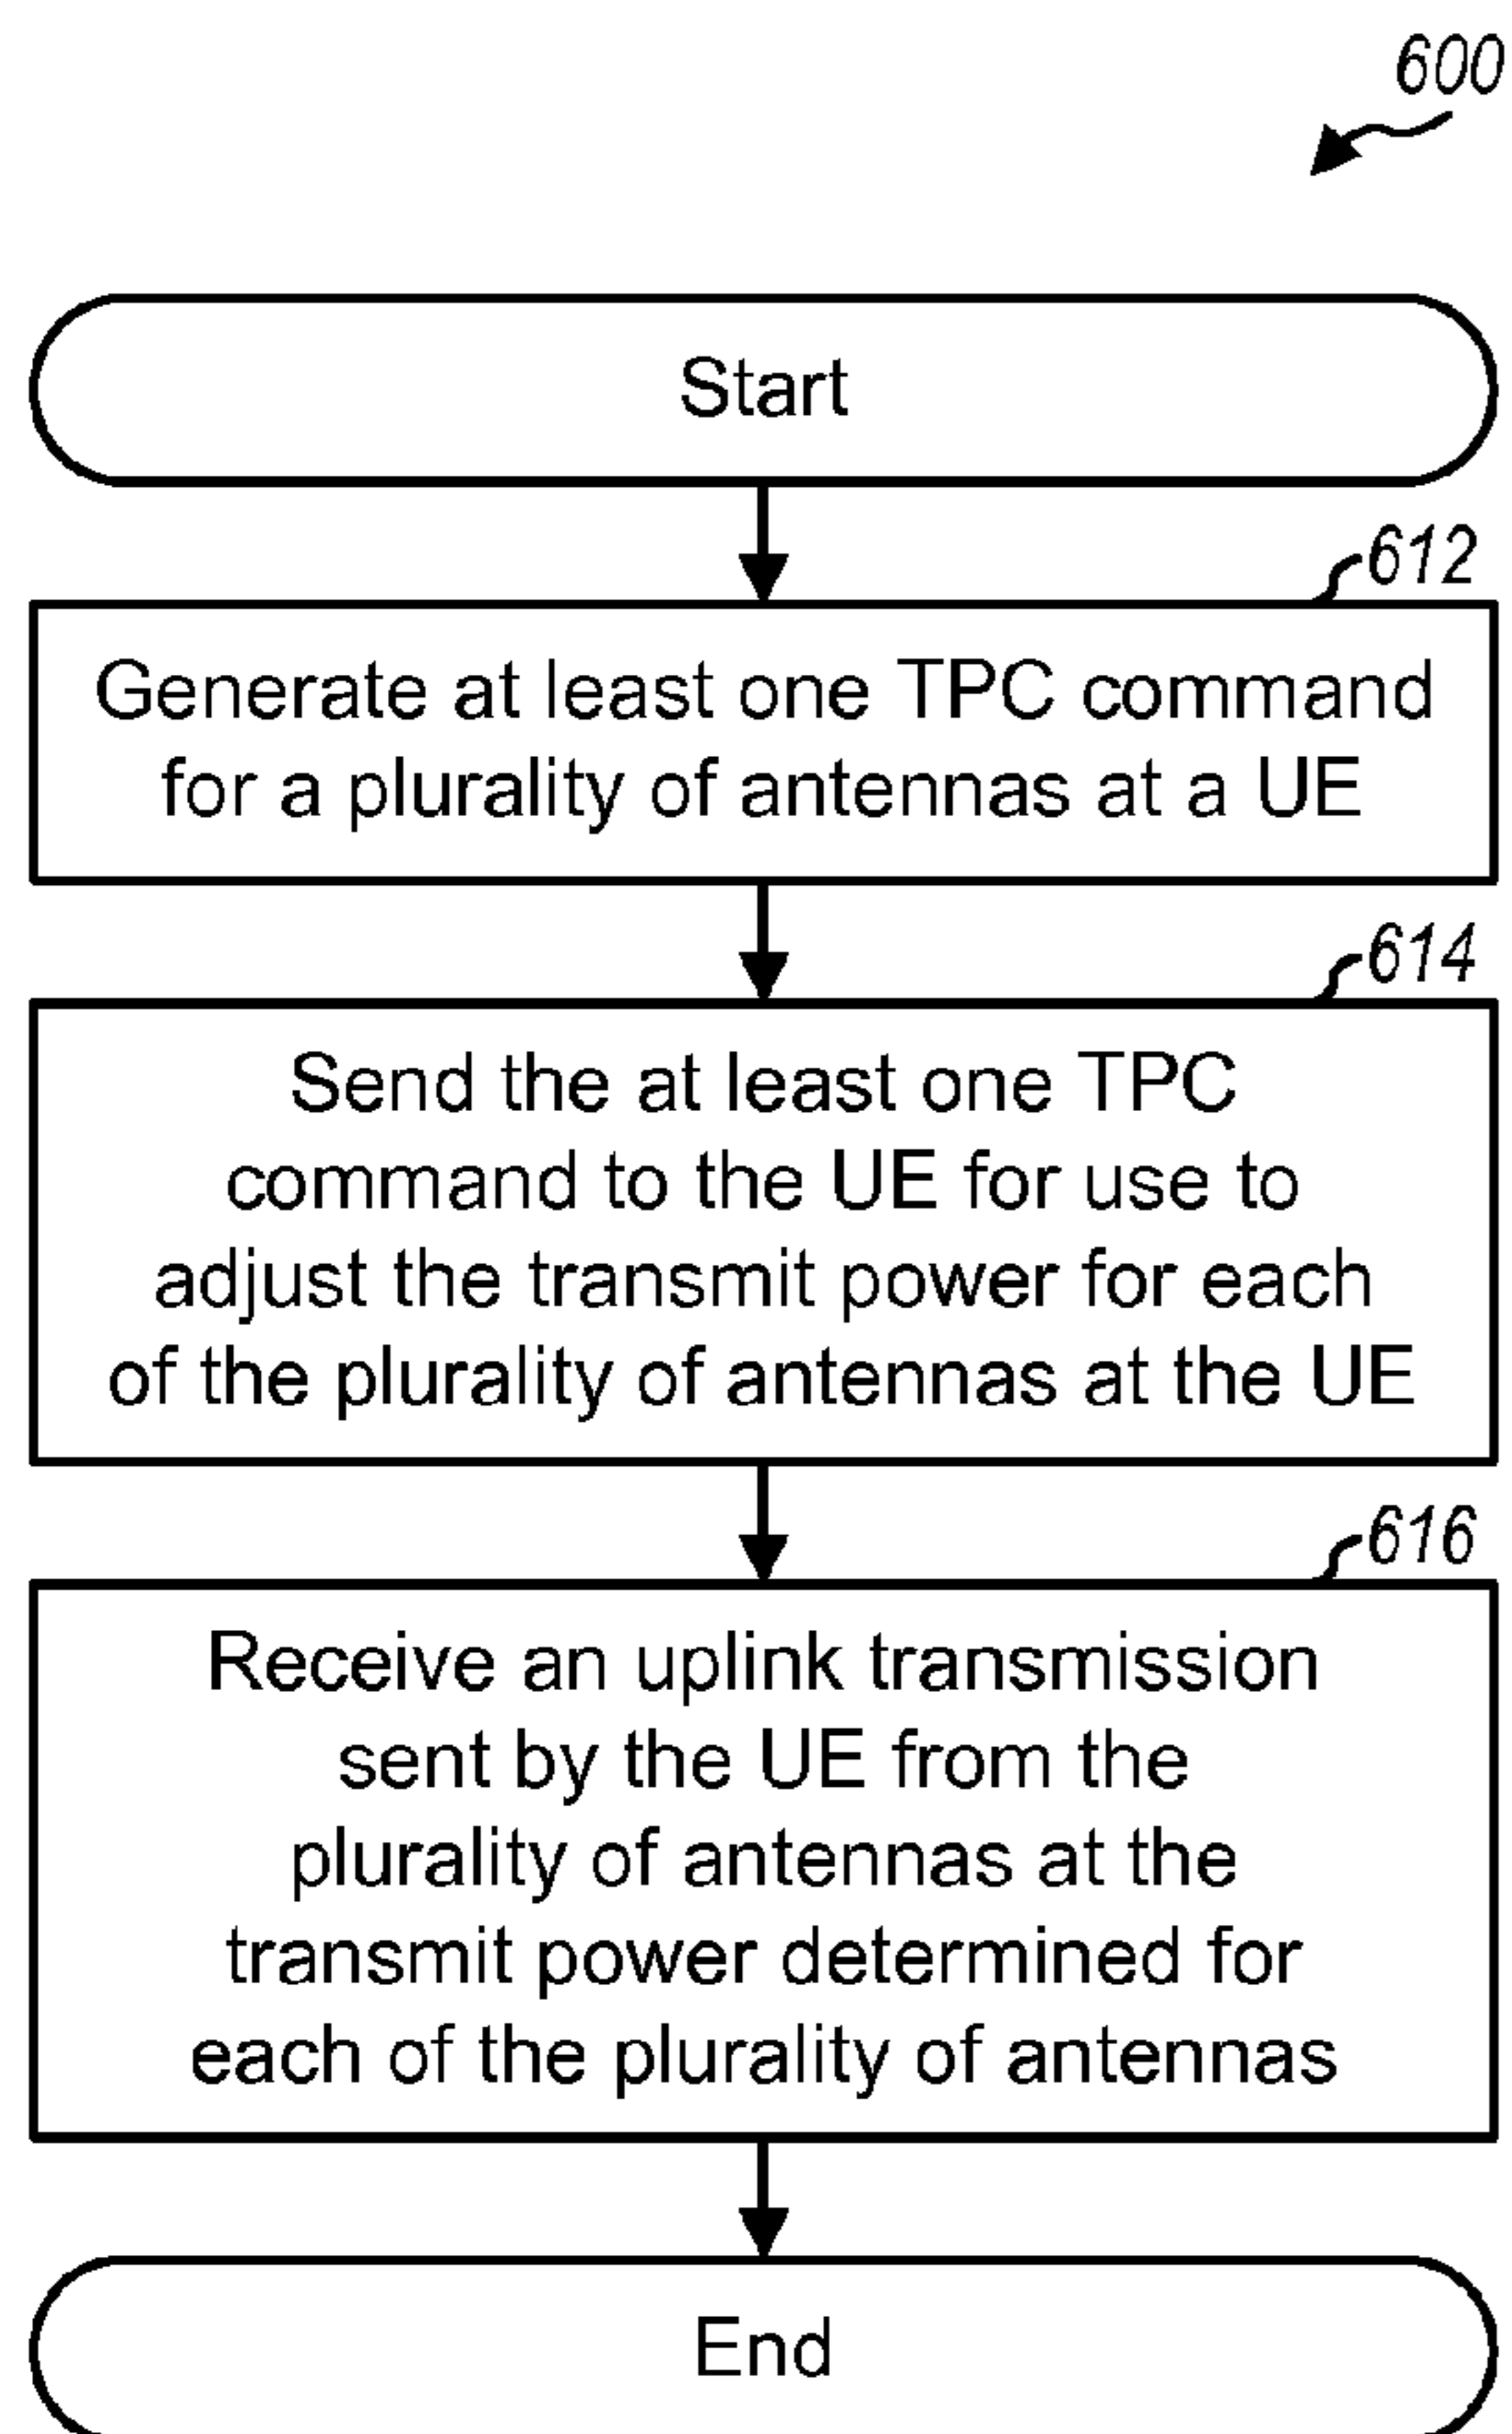 600
Start
612
Generate at least one TPC command
for a plurality of antennas at a UE
614
Send the at least one TPC
command to the UE for use to
adjust the transmit power for each
of the plurality of antennas at the UE
616
Receive an uplink transmission
sent by the UE from the
plurality of antennas at the
transmit power determined for
each of the plurality of antennas
End